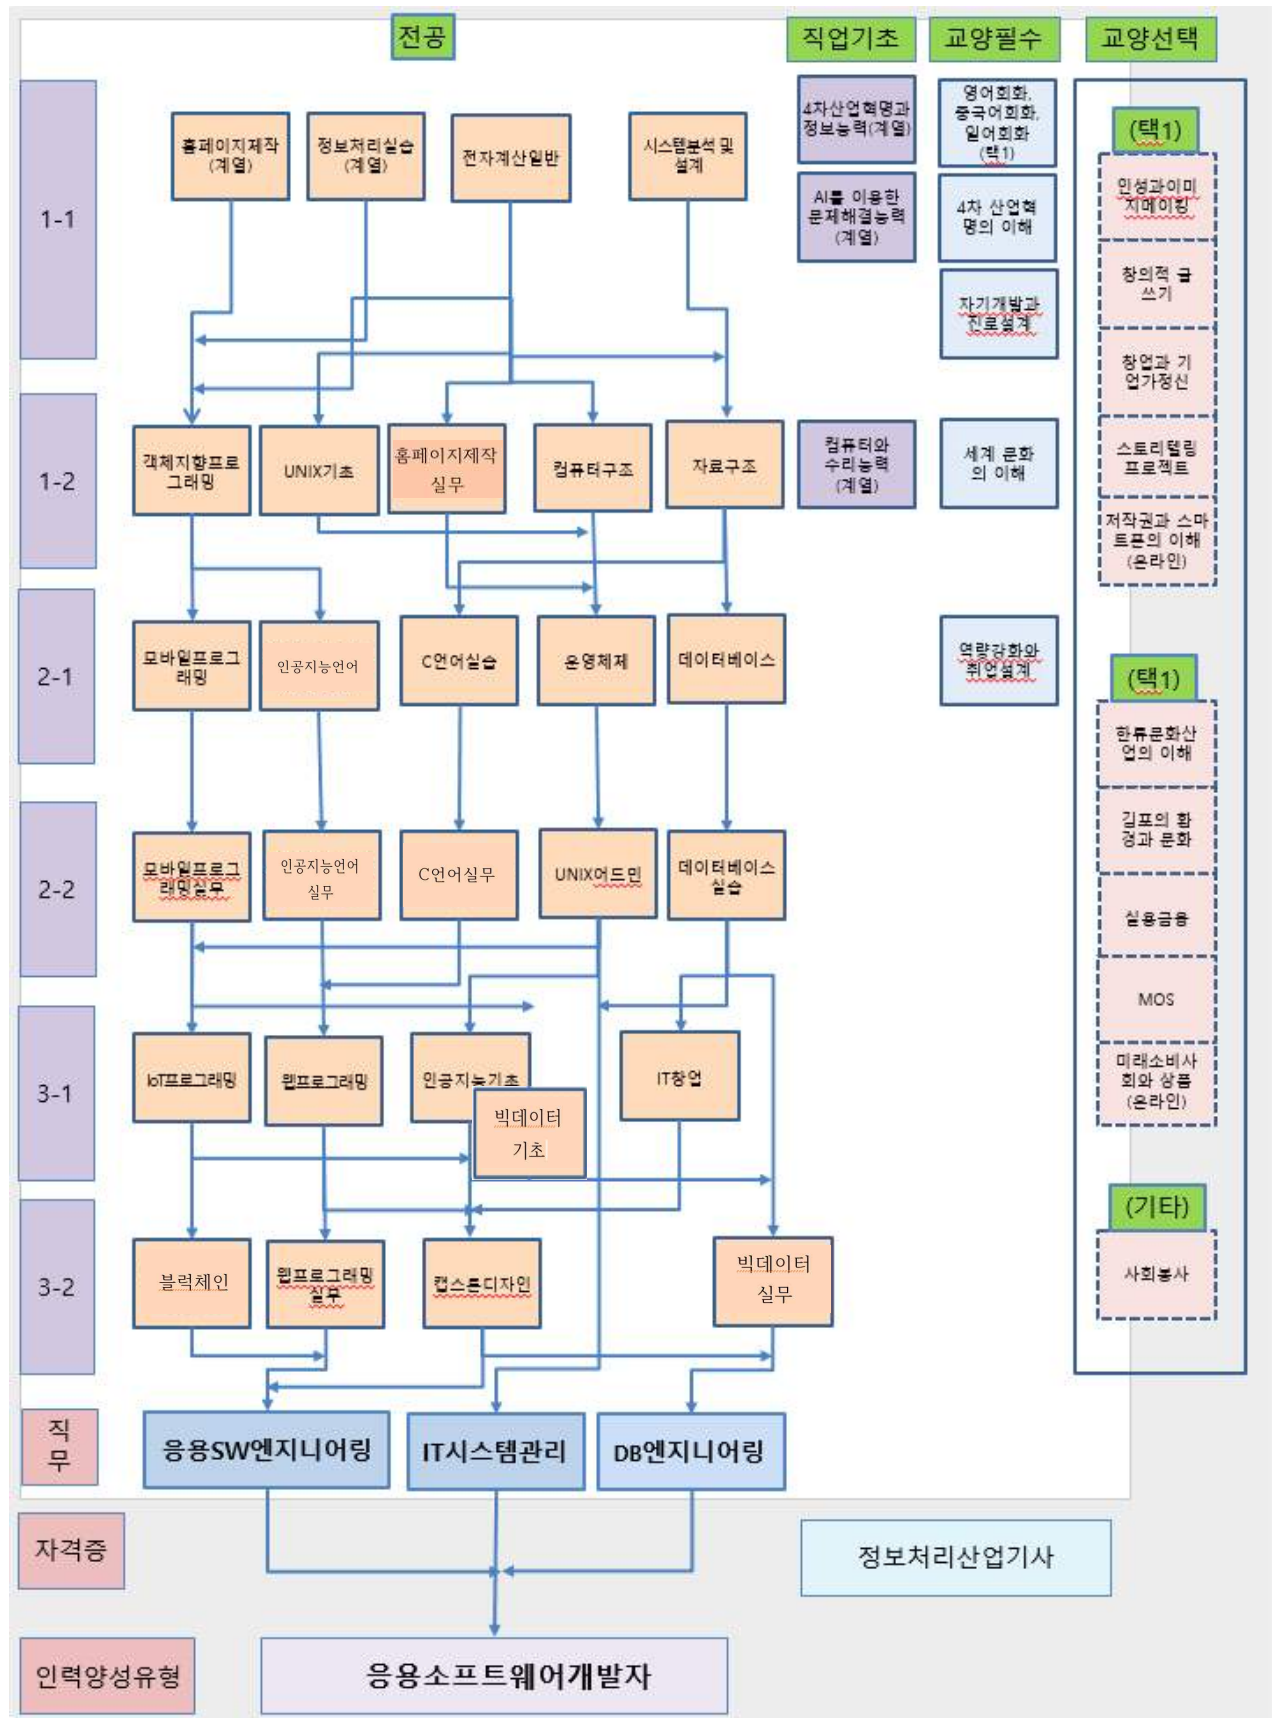 전공
직업기초
교양필수
교양선택
1-1
홈페이지제작
(계열)
정보처리실습
(계열)
전자계산일반
시스템분석 및
설계
4차산업혁명과
정보능력(계열)
AI를 이용한
문제해결능력
(계열)
영어회화,
중국어회화,
일어회화
(택1)
4차 산업혁
명의 이해
자기개발과
진로설계
(택1)
인성과이미
지메이킹
창의적 글
쓰기
창업과 기
업가정신
스토리텔링
프로젝트
저작권과 스마
트폰의 이해
(온라인)
1-2
객체지향프로
그래밍
UNIX기초
홈페이지제작
실무
컴퓨터구조
자료구조
컴퓨터와
수리능력
(계열)
세계 문화
의 이해
2-1
모바일프로그
래밍
인공지능언어
C언어실습
운영체제
데이터베이스
역량강화와
취업설계
(택1)
한류문화산
업의 이해
김포의 환
경과 문화
실용금융
MOS
미래소비사
회와 상품
(온라인)
2-2
모바일프로그
래밍실무
인공지능언어
실무
C언어실무
UNIX어드민
데이터베이스
실습
3-1
IoT프로그래밍
웹프로그래밍
인공지능기초
빅데이터
기초
IT창업
(기타)
사회봉사
3-2
블럭체인
웹프로그래밍
실무
캡스톤디자인
빅데이터
실무
직
무
응용SW엔지니어링
IT시스템관리
DB엔지니어링
자격증
정보처리산업기사
인력양성유형
응용소프트웨어개발자